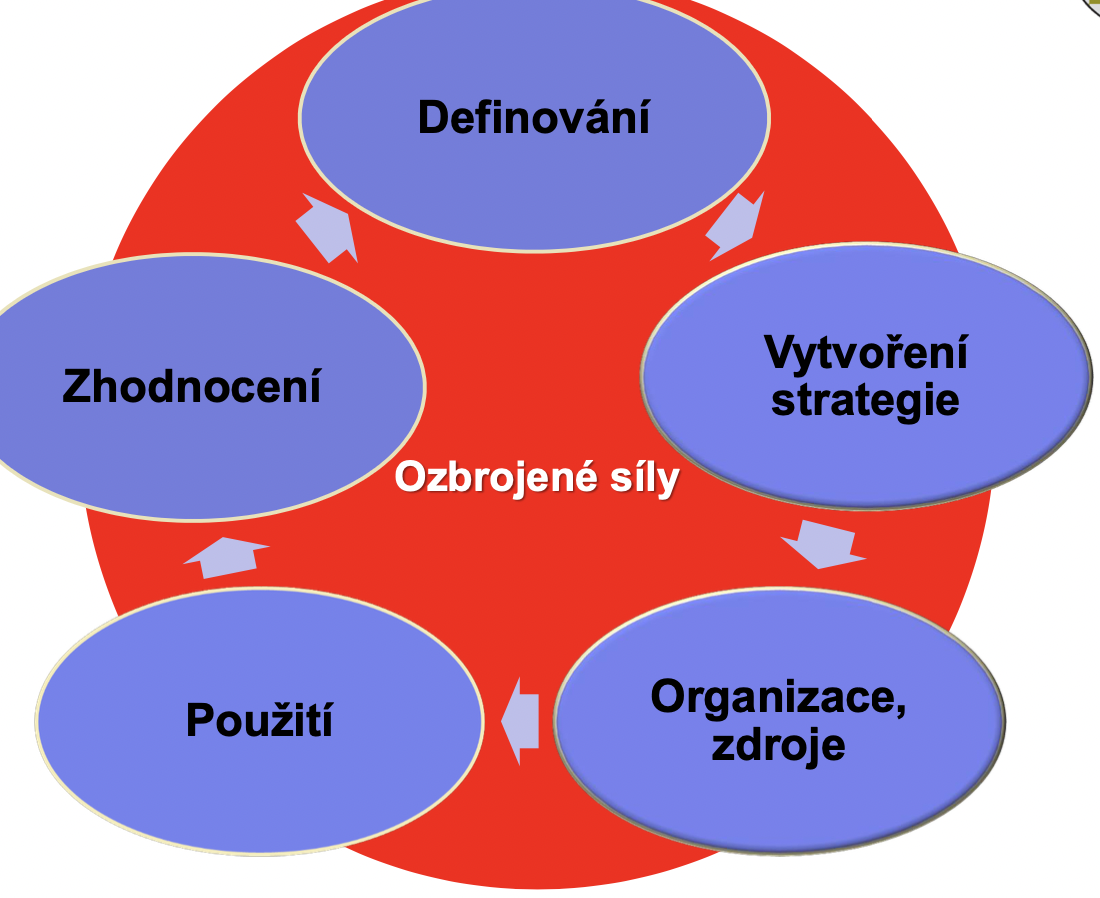 Definování
Vytvoření
strategie
Zhodnocení
Ozbrojené síly
Organizace,
zdroje
Použití